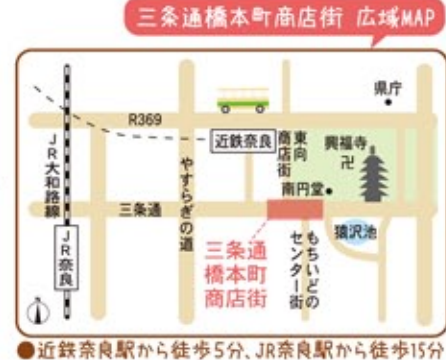 三条通橋本町商店街 広域MAP
県庁
R369
近鉄奈良
東向
商店街
興福寺
卍
JR大和路線
やすらぎの道
南円堂
三条通
JR奈良
三条通
橋本町
商店街
もちいどの
センター街
猿沢池
●近鉄奈良駅から徒歩5分、JR奈良駅から徒歩15分